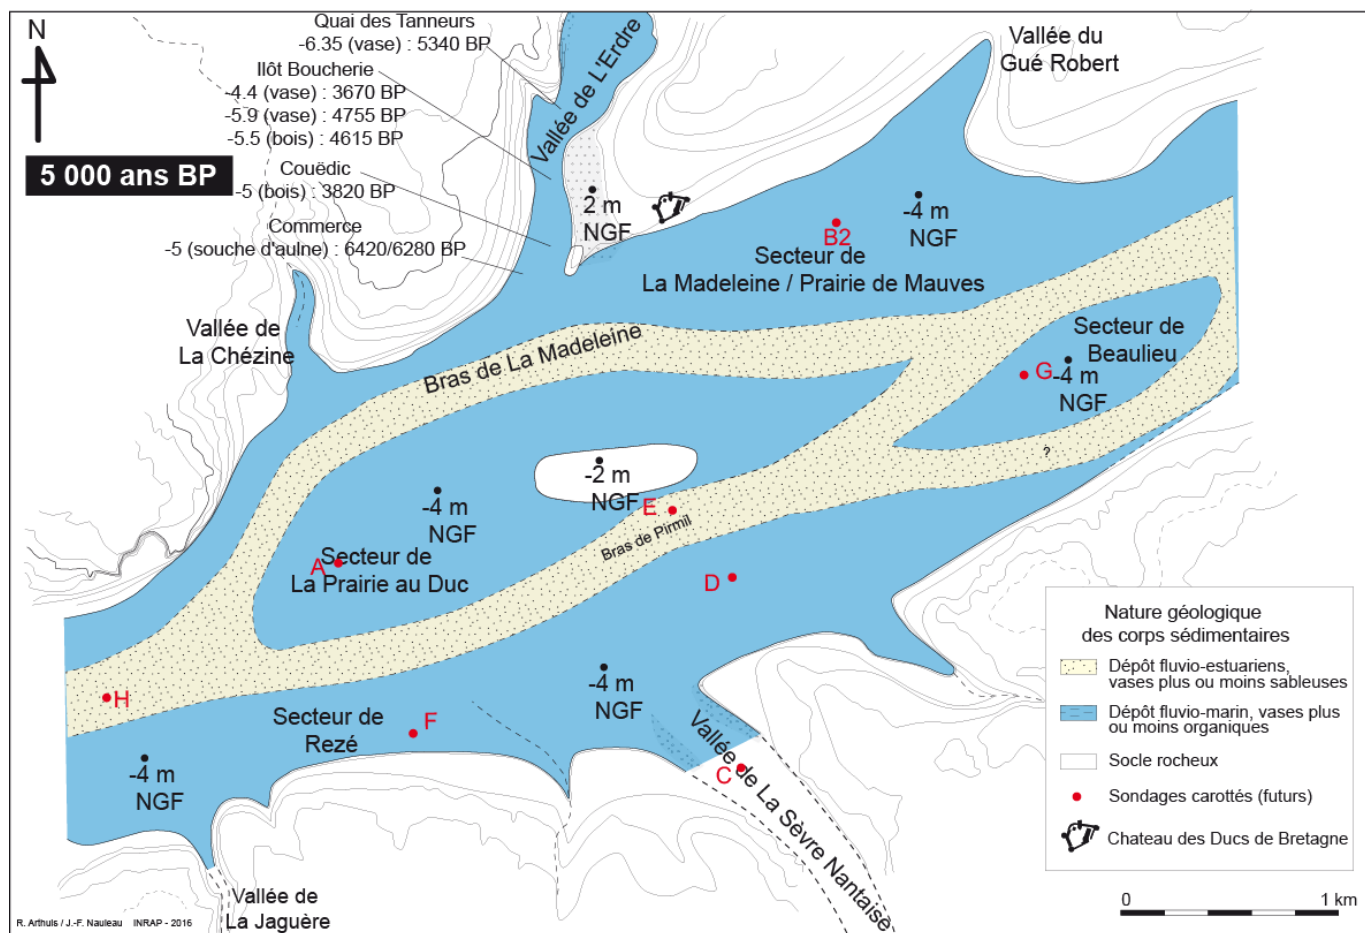 N
5 000 ans BP
Quai des Tanneurs
-6.35 (vase) : 5340 BP
Ilôt Boucherie
-4.4 (vase) : 3670 BP
-5.9 (vase) : 4755 BP
-5.5 (bois) : 4615 BP
Couëdic
-5 (bois) : 3820 BP
Commerce
-5 (souche d'aulne) : 6420/6280 BP
Vallée de L'Erdre
Vallée du
Gué Robert
2 m
NGF
-4 m
NGF
B2
Secteur de
La Madeleine / Prairie de Mauves
Vallée de
La Chézine
Bras de La Madeleine
Secteur de
Beaulieu
G
-4 m
NGF
?
-2 m
NGF
E
Bras de Pirmil
-4 m
NGF
A
Secteur de
La Prairie au Duc
D
H
-4 m
NGF
Secteur de
Rezé
F
-4 m
NGF
C
Vallée de La Sèvre Nantaise
Vallée de
La Jaguère
Nature géologique
des corps sédimentaires
Dépôt fluvio-estuariens,
vases plus ou moins sableuses
Dépôt fluvio-marin, vases plus
ou moins organiques
Socle rocheux
Sondages carottés (futurs)
Chateau des Ducs de Bretagne
0 1 km
R. Arthuis / J.-F. Nauleau INRAP - 2016